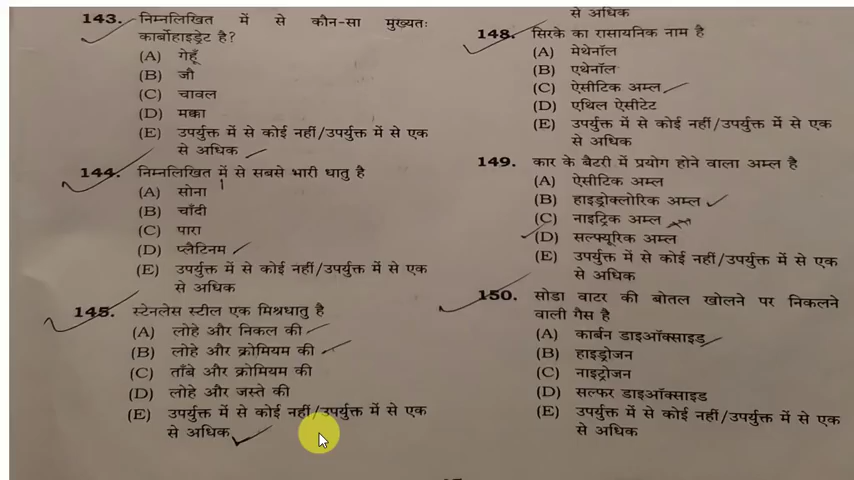 143. निम्नलिखित में से कौन-सा मुख्यतः
कार्बोहाइड्रेट है?
(A) गेहूँ
(B) जौ
(C) चावल
(D) मक्का
(E) उपर्युक्त में से कोई नहीं/उपर्युक्त में से एक
से अधिक
144. निम्नलिखित में से सबसे भारी धातु है
(A) सोना
(B) चाँदी
(C) पारा
(D) प्लैटिनम
(E) उपर्युक्त में से कोई नहीं/उपर्युक्त में से एक
से अधिक
145. स्टेनलेस स्टील एक मिश्रधातु है
(A) लोहे और निकल की
(B) लोहे और क्रोमियम की
(C) ताँबे और क्रोमियम की
(D) लोहे और जस्ते की
(E) उपर्युक्त में से कोई नहीं/उपर्युक्त में से एक
से अधिक
से अधिक
148. सिरके का रासायनिक नाम है
(A) मेथेनॉल
(B) एथेनॉल
(C) ऐसीटिक अम्ल
(D) एथिल ऐसीटेट
(E) उपर्युक्त में से कोई नहीं/उपर्युक्त में से एक
से अधिक
149. कार के बैटरी में प्रयोग होने वाला अम्ल है
(A) ऐसीटिक अम्ल
(B) हाइड्रोक्लोरिक अम्ल
(C) नाइट्रिक अम्ल
(D) सल्फ्यूरिक अम्ल
(E) उपर्युक्त में से कोई नहीं/उपर्युक्त में से एक
से अधिक
150. सोडा वाटर की बोतल खोलने पर निकलने
वाली गैस है
(A) कार्बन डाइऑक्साइड
(B) हाइड्रोजन
(C) नाइट्रोजन
(D) सल्फर डाइऑक्साइड
(E) उपर्युक्त में से कोई नहीं/उपर्युक्त में से एक
से अधिक